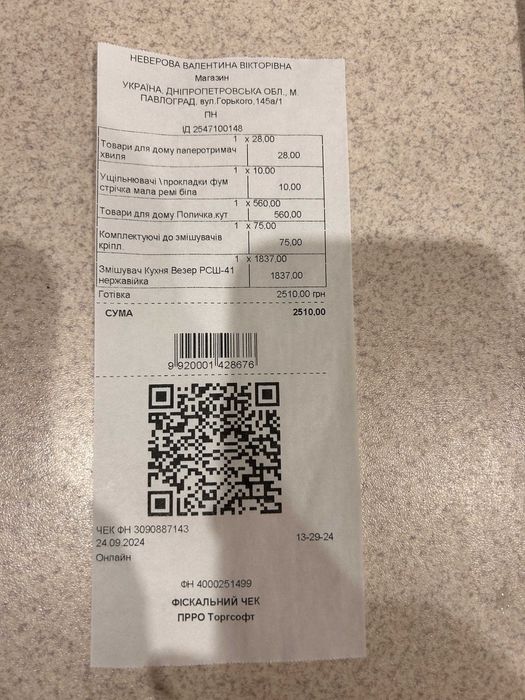 НЕВЕРОВА ВАЛЕНТИНА ВІКТОРІВНА
Магазин
УКРАЇНА, ДНІПРОПЕТРОВСЬКА ОБЛ., М.
ПАВЛОГРАД, вул.Горького,145а/1
ПН
ІД 2547100148
1 x 28.00
Товари для дому паперотримач
хвиля 28.00
1 x 10.00
Ущільнювачі \ прокладки фум
стрічка мала ремі біла 10.00
1 x 560.00
Товари для дому Поличка.кут 560.00
1 x 75.00
Комплектуючі до змішувачів
кріпл. 75.00
1 x 1837.00
Змішувач Кухня Везер РСШ-41
нержавійка 1837.00
Готівка 2510.00 грн
СУМА 2510.00
9 920001 428676
ЧЕК ФН 3090887143
24.09.2024 13-29-24
Онлайн
ФН 4000251499
ФІСКАЛЬНИЙ ЧЕК
ПРРО Торгсофт